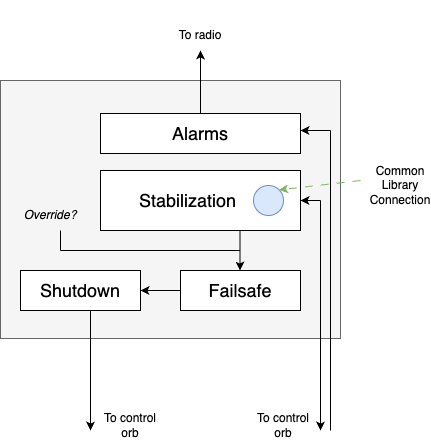 To radio
Alarms
Common
Library
Connection
Stabilization
Override?
Shutdown
Failsafe
To control
orb
To control
orb